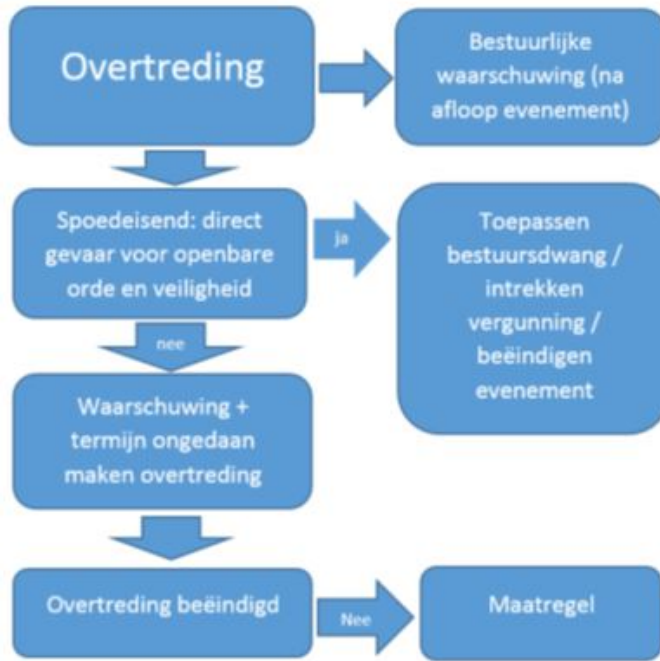 Overtreding
Bestuurlijke
waarschuwing (na
afloop evenement)
Spoedeisend: direct
gevaar voor openbare
orde en veiligheid
ja
Toepassen
bestuursdwang /
intrekken
vergunning /
beëindigen
evenement
nee
Waarschuwing +
termijn ongedaan
maken overtreding
Overtreding beëindigd
Nee
Maatregel